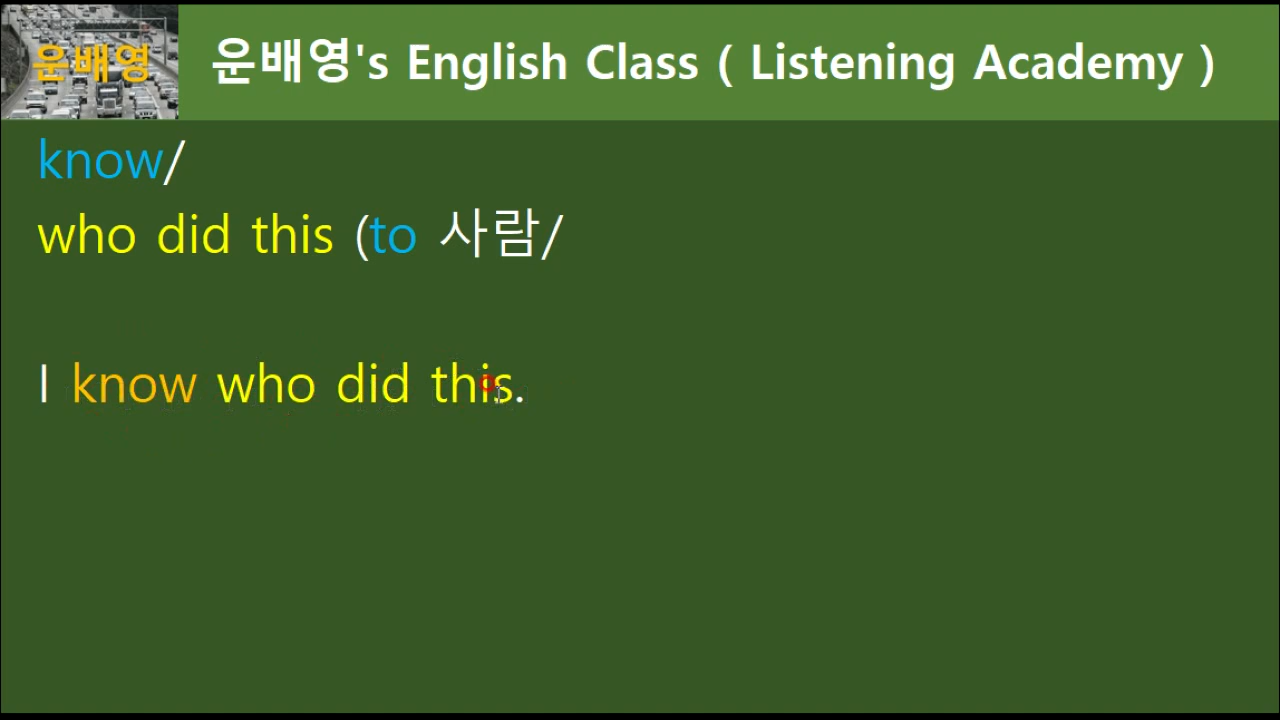 운배영
운배영's English Class ( Listening Academy )
know/
who did this (to 사람/
I know who did this.